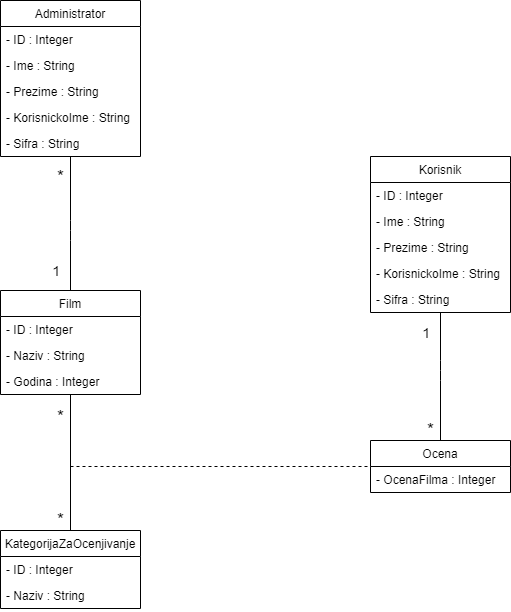 Administrator
- ID : Integer
- Ime : String
- Prezime : String
- KorisnickoIme : String
- Sifra : String
*
1
Film
- ID : Integer
- Naziv : String
- Godina : Integer
*
*
KategorijaZaOcenjivanje
- ID : Integer
- Naziv : String
Korisnik
- ID : Integer
- Ime : String
- Prezime : String
- KorisnickoIme : String
- Sifra : String
1
*
Ocena
- OcenaFilma : Integer